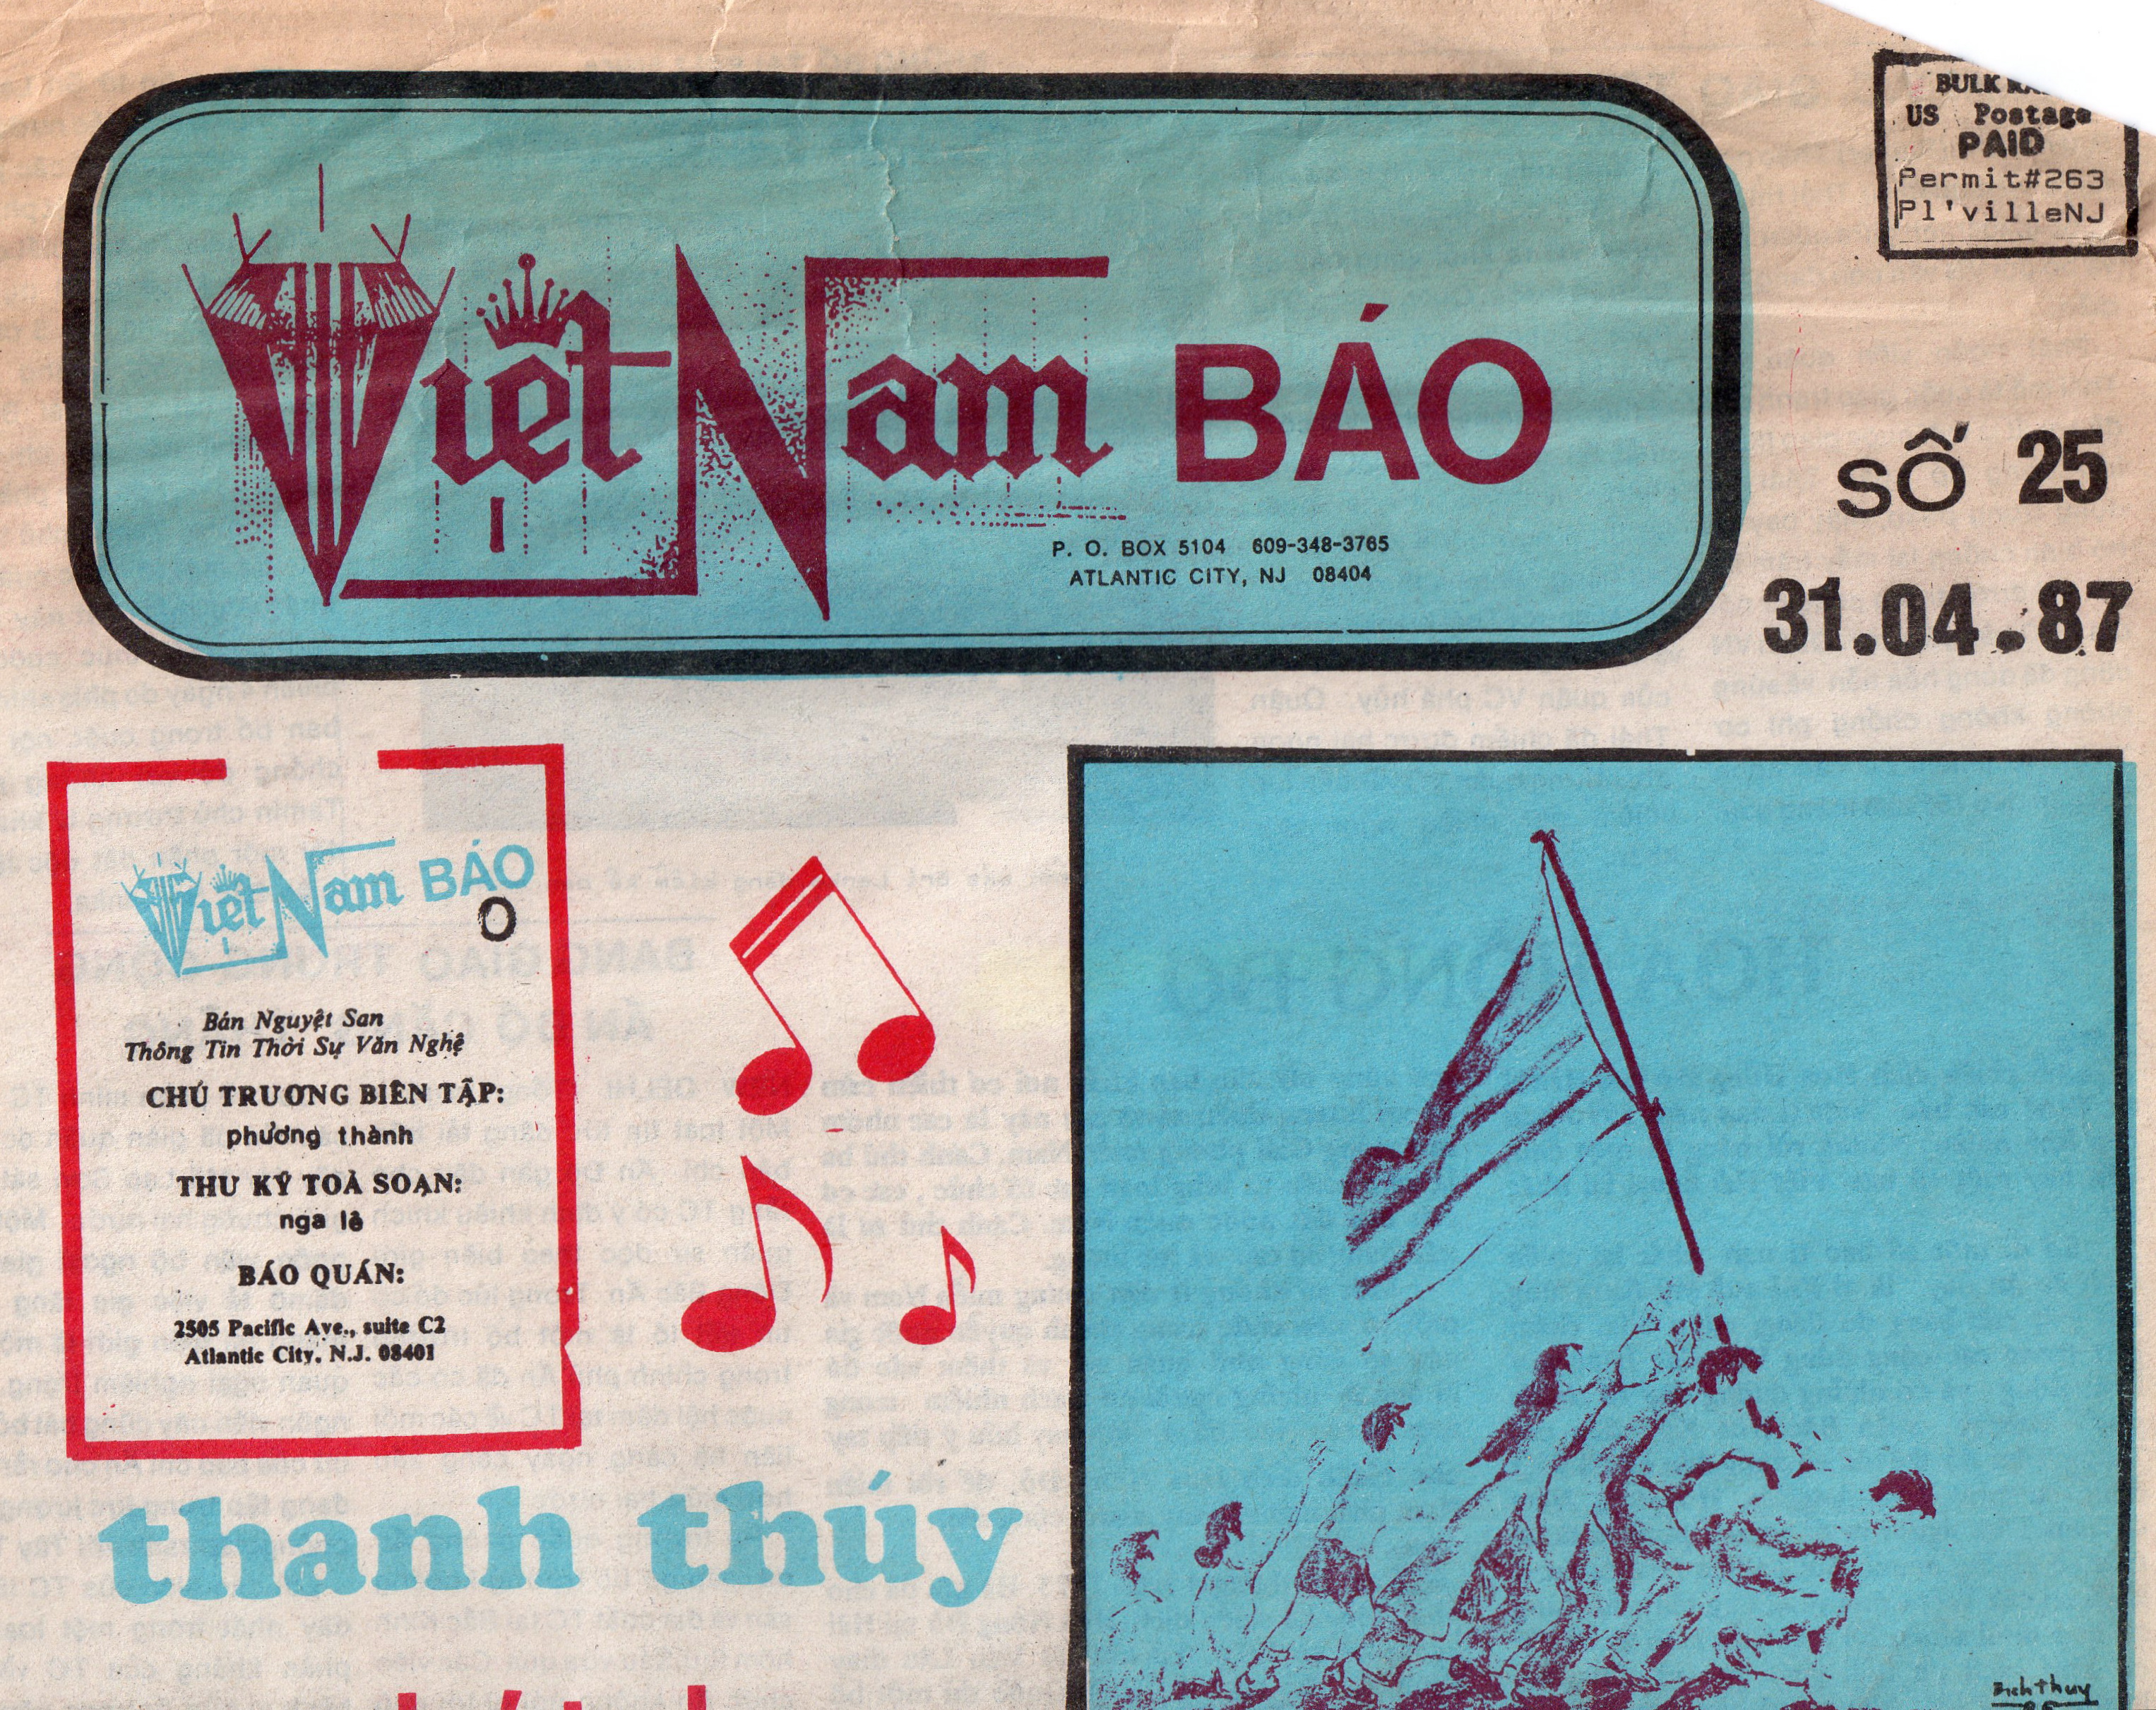 BULK
US Postage
PAID
Permit#263
Pl'villeNJ
Việt Nam BÁO
P. O. BOX 5104 609-348-3765
ATLANTIC CITY, NJ 08404
SỐ 25
31.04.87
Việt Nam BÁO
O
Bán Nguyệt San
Thông Tin Thời Sự Văn Nghệ
CHỦ TRƯƠNG BIÊN TẬP:
phương thành
THƯ KÝ TOÀ SOẠN:
nga lê
BÁO QUÁN:
2505 Pacific Ave., suite C2
Atlantic City, N.J. 08401
thanh thúy
Bichthuy